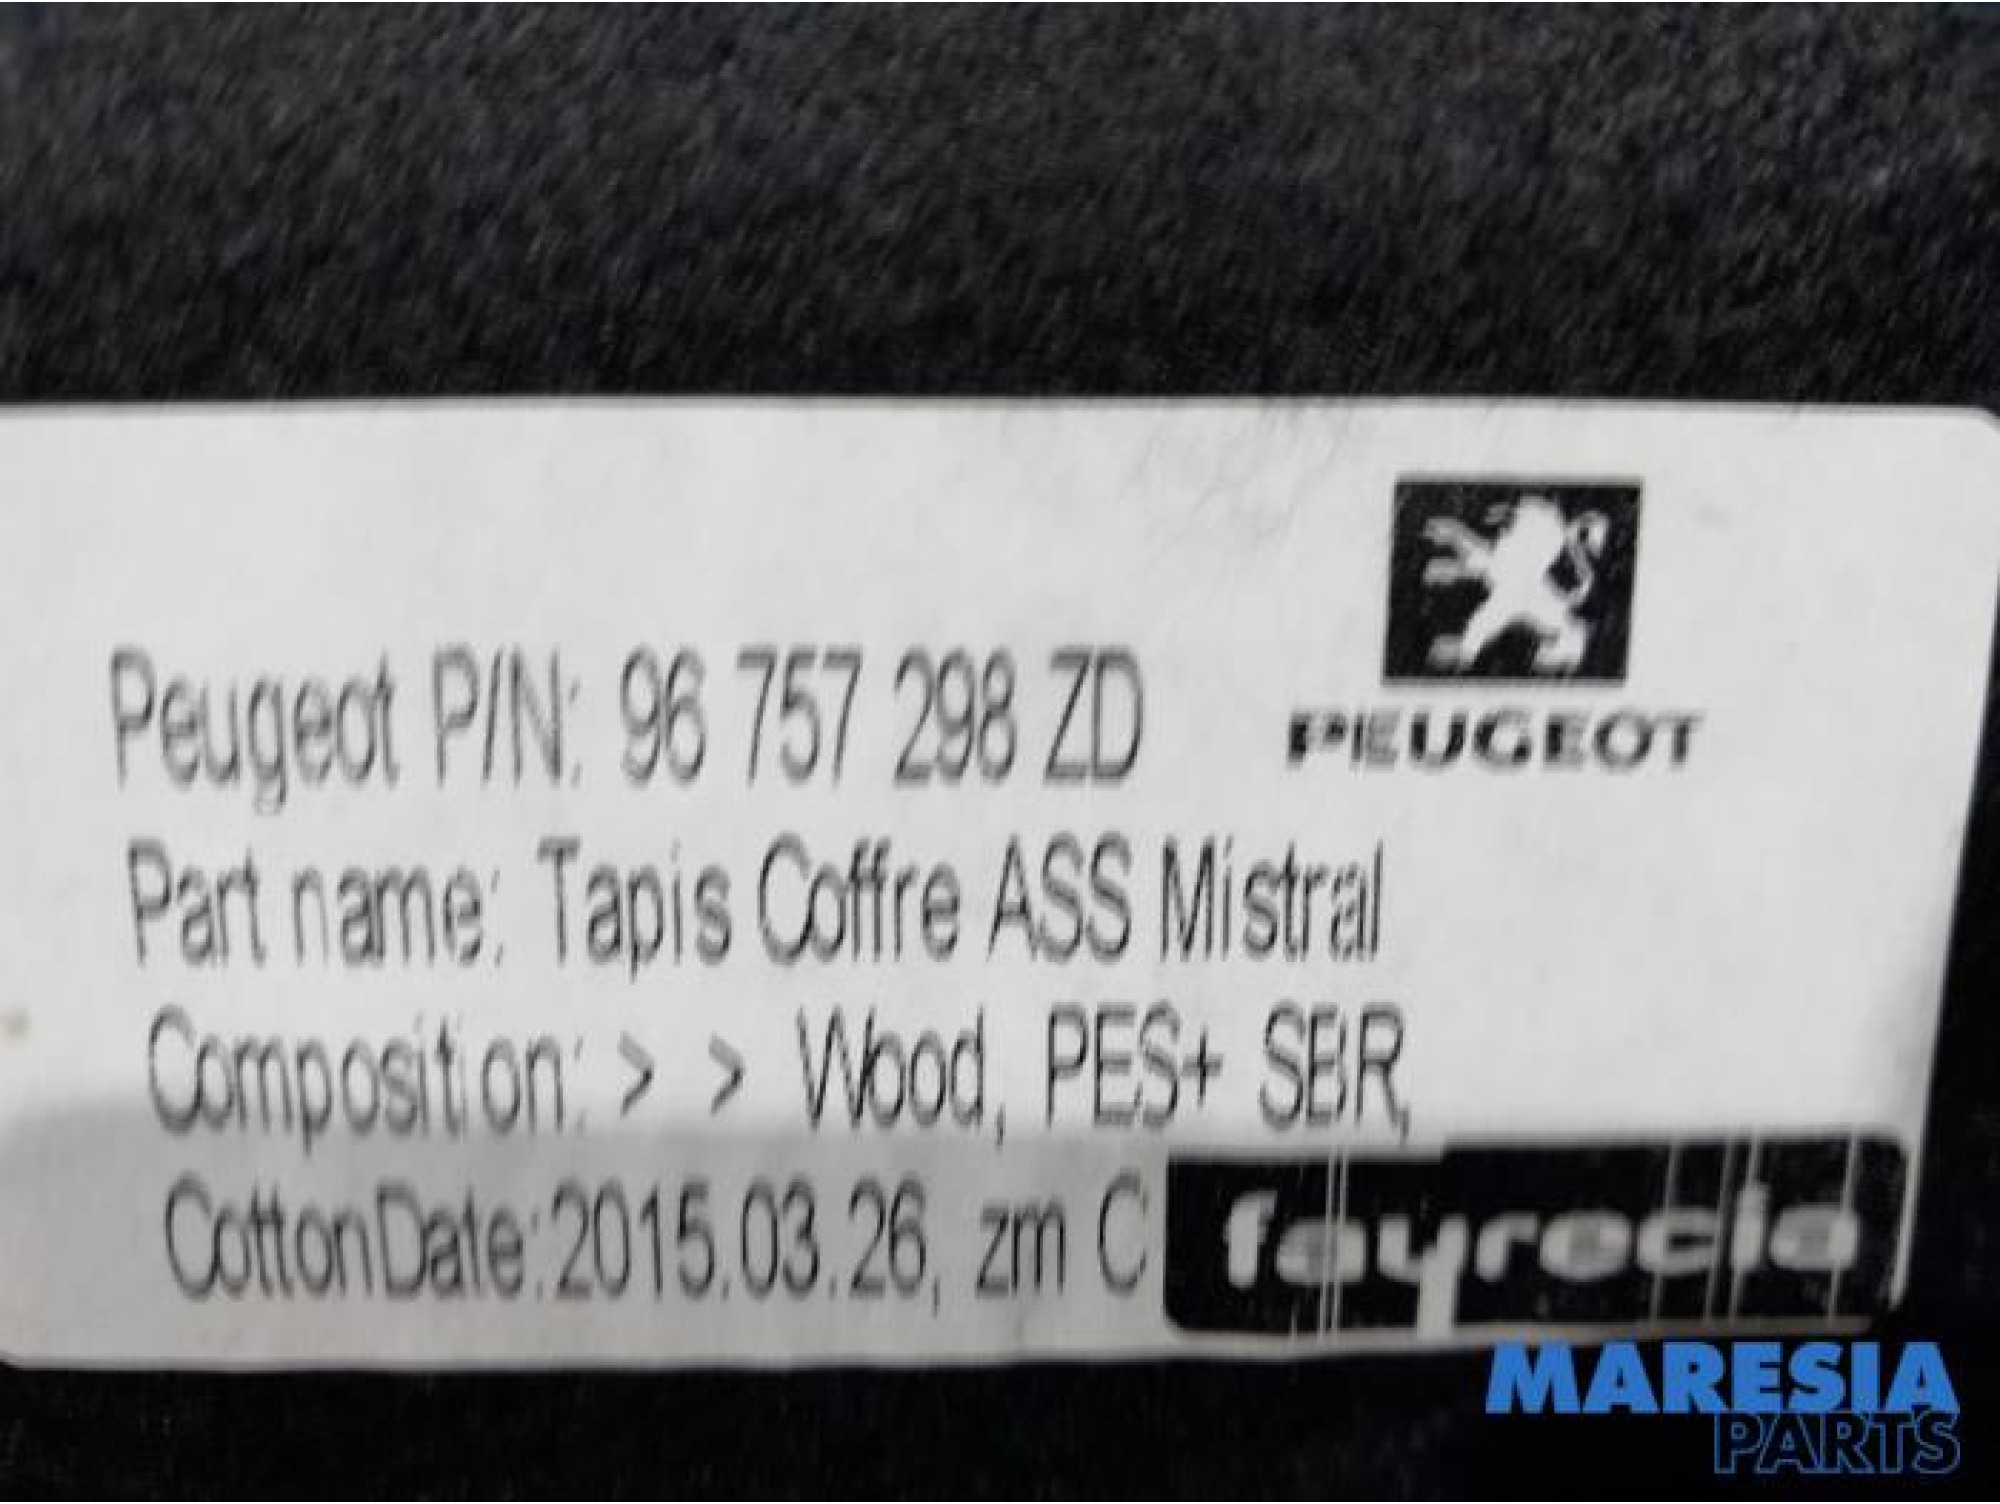 PEUGEOT
Peugeot P/N: 96 757 298 ZD
Part name: Tapis Coffre ASS Mistral
Composition: > > Wood, PES+ SBR,
CottonDate:2015.03.26, zm C
faurecia
MARESIA
PARTS